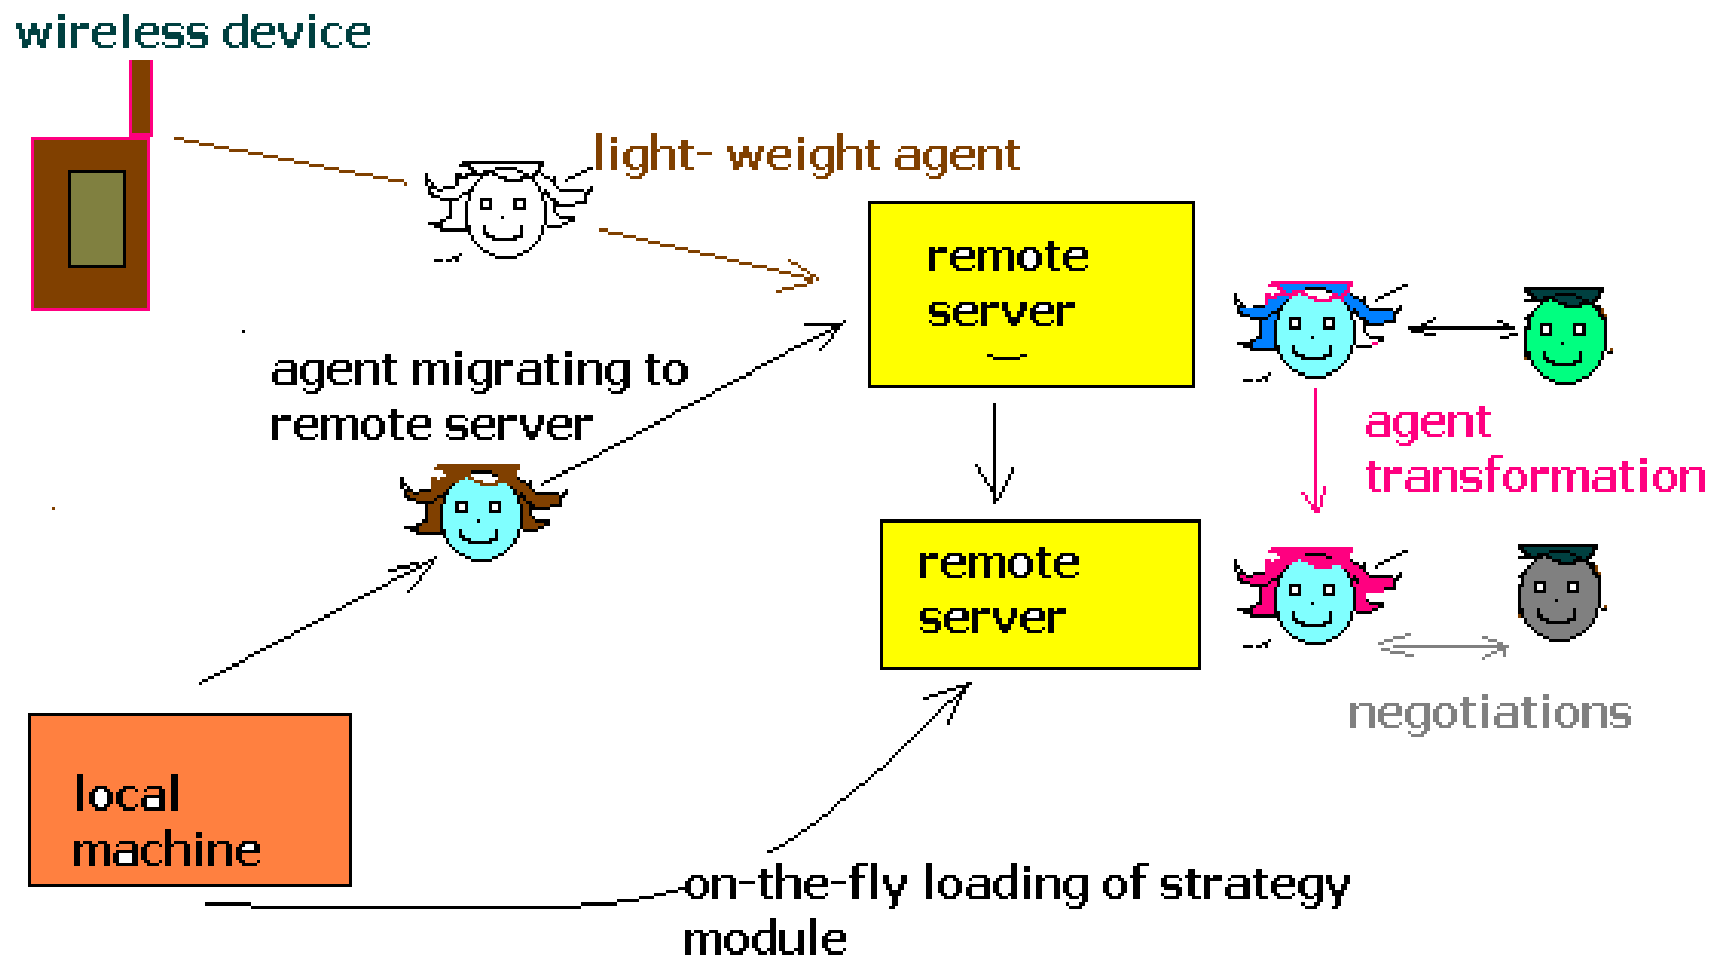 wireless device
light- weight agent
remote
server
agent migrating to
remote server
agent
transformation
remote
server
negotiations
local
machine
on-the-fly loading of strategy
module